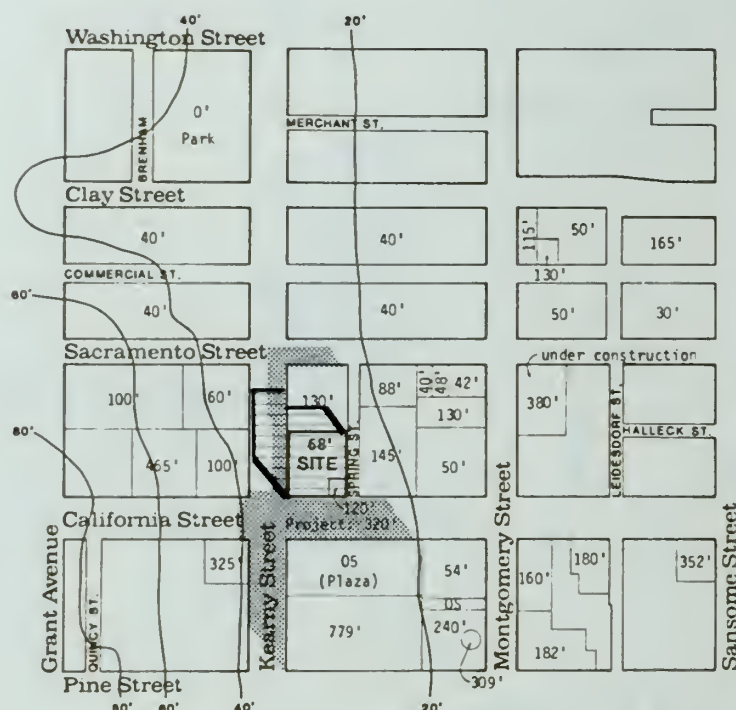 40'
20'
Washington Street
0'
Park
BRENHAM
MERCHANT ST.
Clay Street
40'
40'
115'
50'
165'
130'
COMMERCIAL ST.
60'
40'
40'
50'
30'
Sacramento Street
under construction
100'
60'
130'
88'
40'
48'
42'
380'
LEIDESDORF ST.
HALLECK ST.
130'
80'
465'
100'
68'
SITE
SPRING ST.
145'
50'
120'
California Street
Project: 320'
Grant Avenue
QUINCY ST.
325'
Kearny Street
OS
(Plaza)
54'
Montgomery Street
160'
180'
352'
Sansome Street
OS
779'
240'
182'
Pine Street
309'
80'
60'
40'
20'